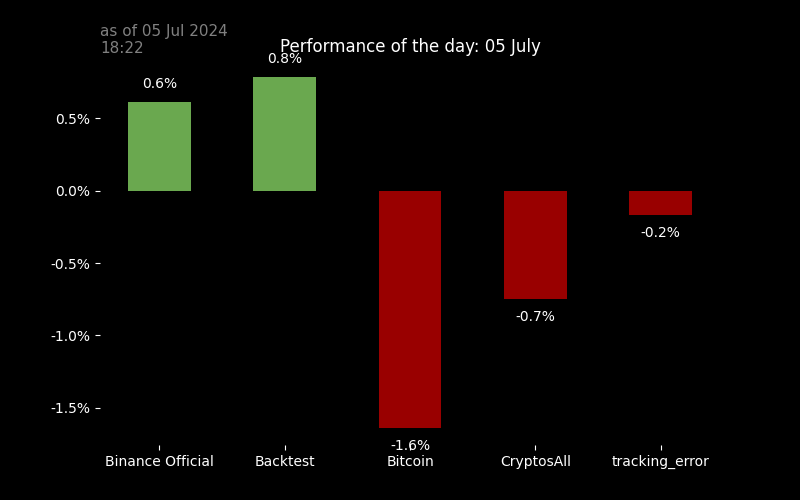 as of 05 Jul 2024
18:22
Performance of the day: 05 July
0.6%
0.8%
0.5%
0.0%
-0.5%
-1.0%
-1.5%
-0.2%
-0.7%
-1.6%
Binance Official
Backtest
Bitcoin
CryptosAll
tracking_error